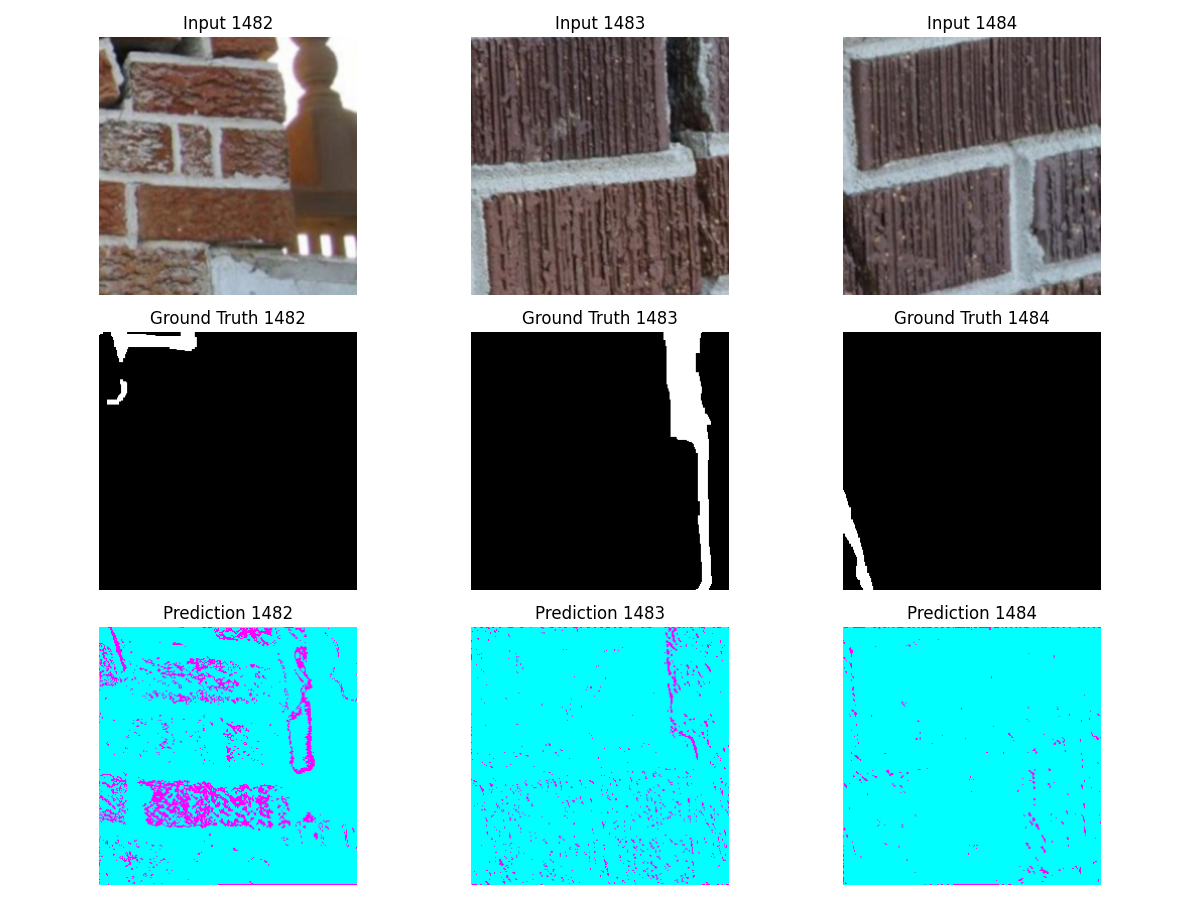 Input 1482
Input 1483
Input 1484
Ground Truth 1482
Ground Truth 1483
Ground Truth 1484
Prediction 1482
Prediction 1483
Prediction 1484